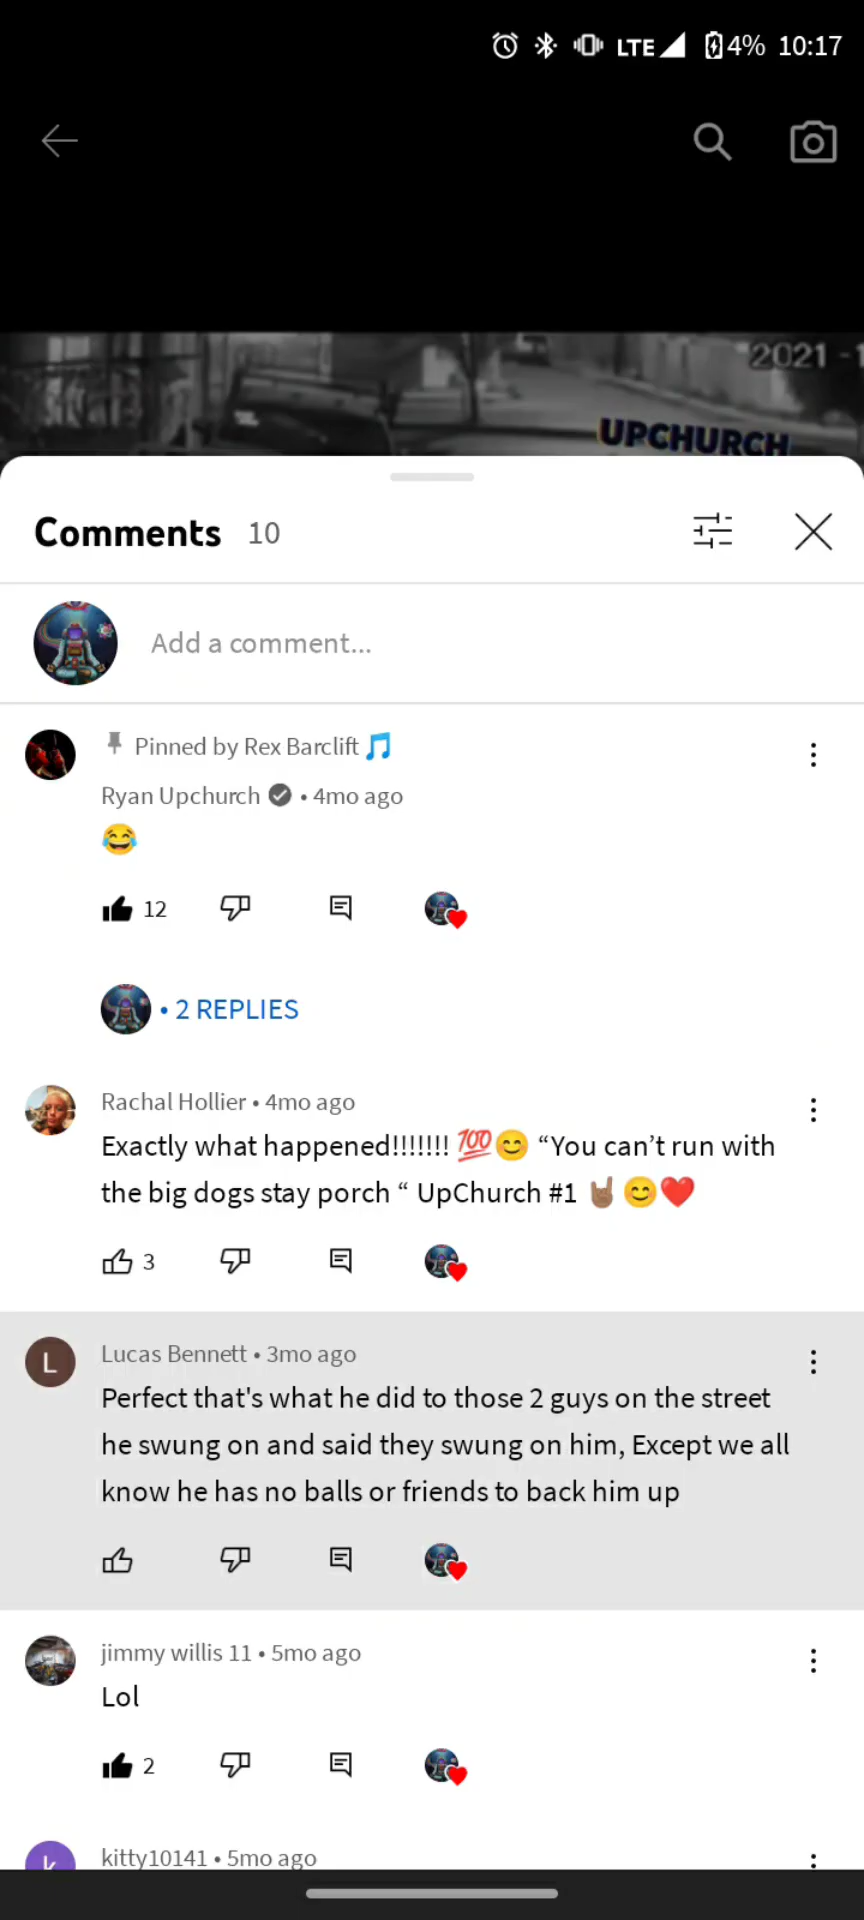 LTE 4% 10:17
2021 -1
UPCHURCH
Comments 10
Add a comment...
Pinned by Rex Barclift 🎵
Ryan Upchurch • 4mo ago
😂
12
• 2 REPLIES
Rachal Hollier • 4mo ago
Exactly what happened!!!!!!! 💯😊 “You can’t run with
the big dogs stay porch “ UpChurch #1 🤘🏽😊❤️
3
L
Lucas Bennett • 3mo ago
Perfect that's what he did to those 2 guys on the street
he swung on and said they swung on him, Except we all
know he has no balls or friends to back him up
jimmy willis 11 • 5mo ago
Lol
2
k
kitty10141 • 5mo ago